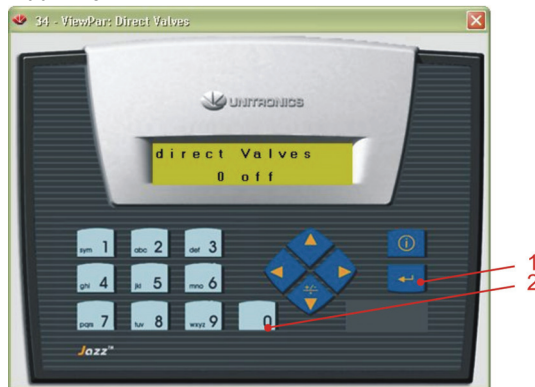 34 - ViewPar: Direct Valves
UNITRONICS
direct Valves
0 off
sym 1 abc 2 def 3
ghi 4 jkl 5 mno 6
pqrs 7 tuv 8 wxyz 9 0
+/-
i
Jazz™
1
2